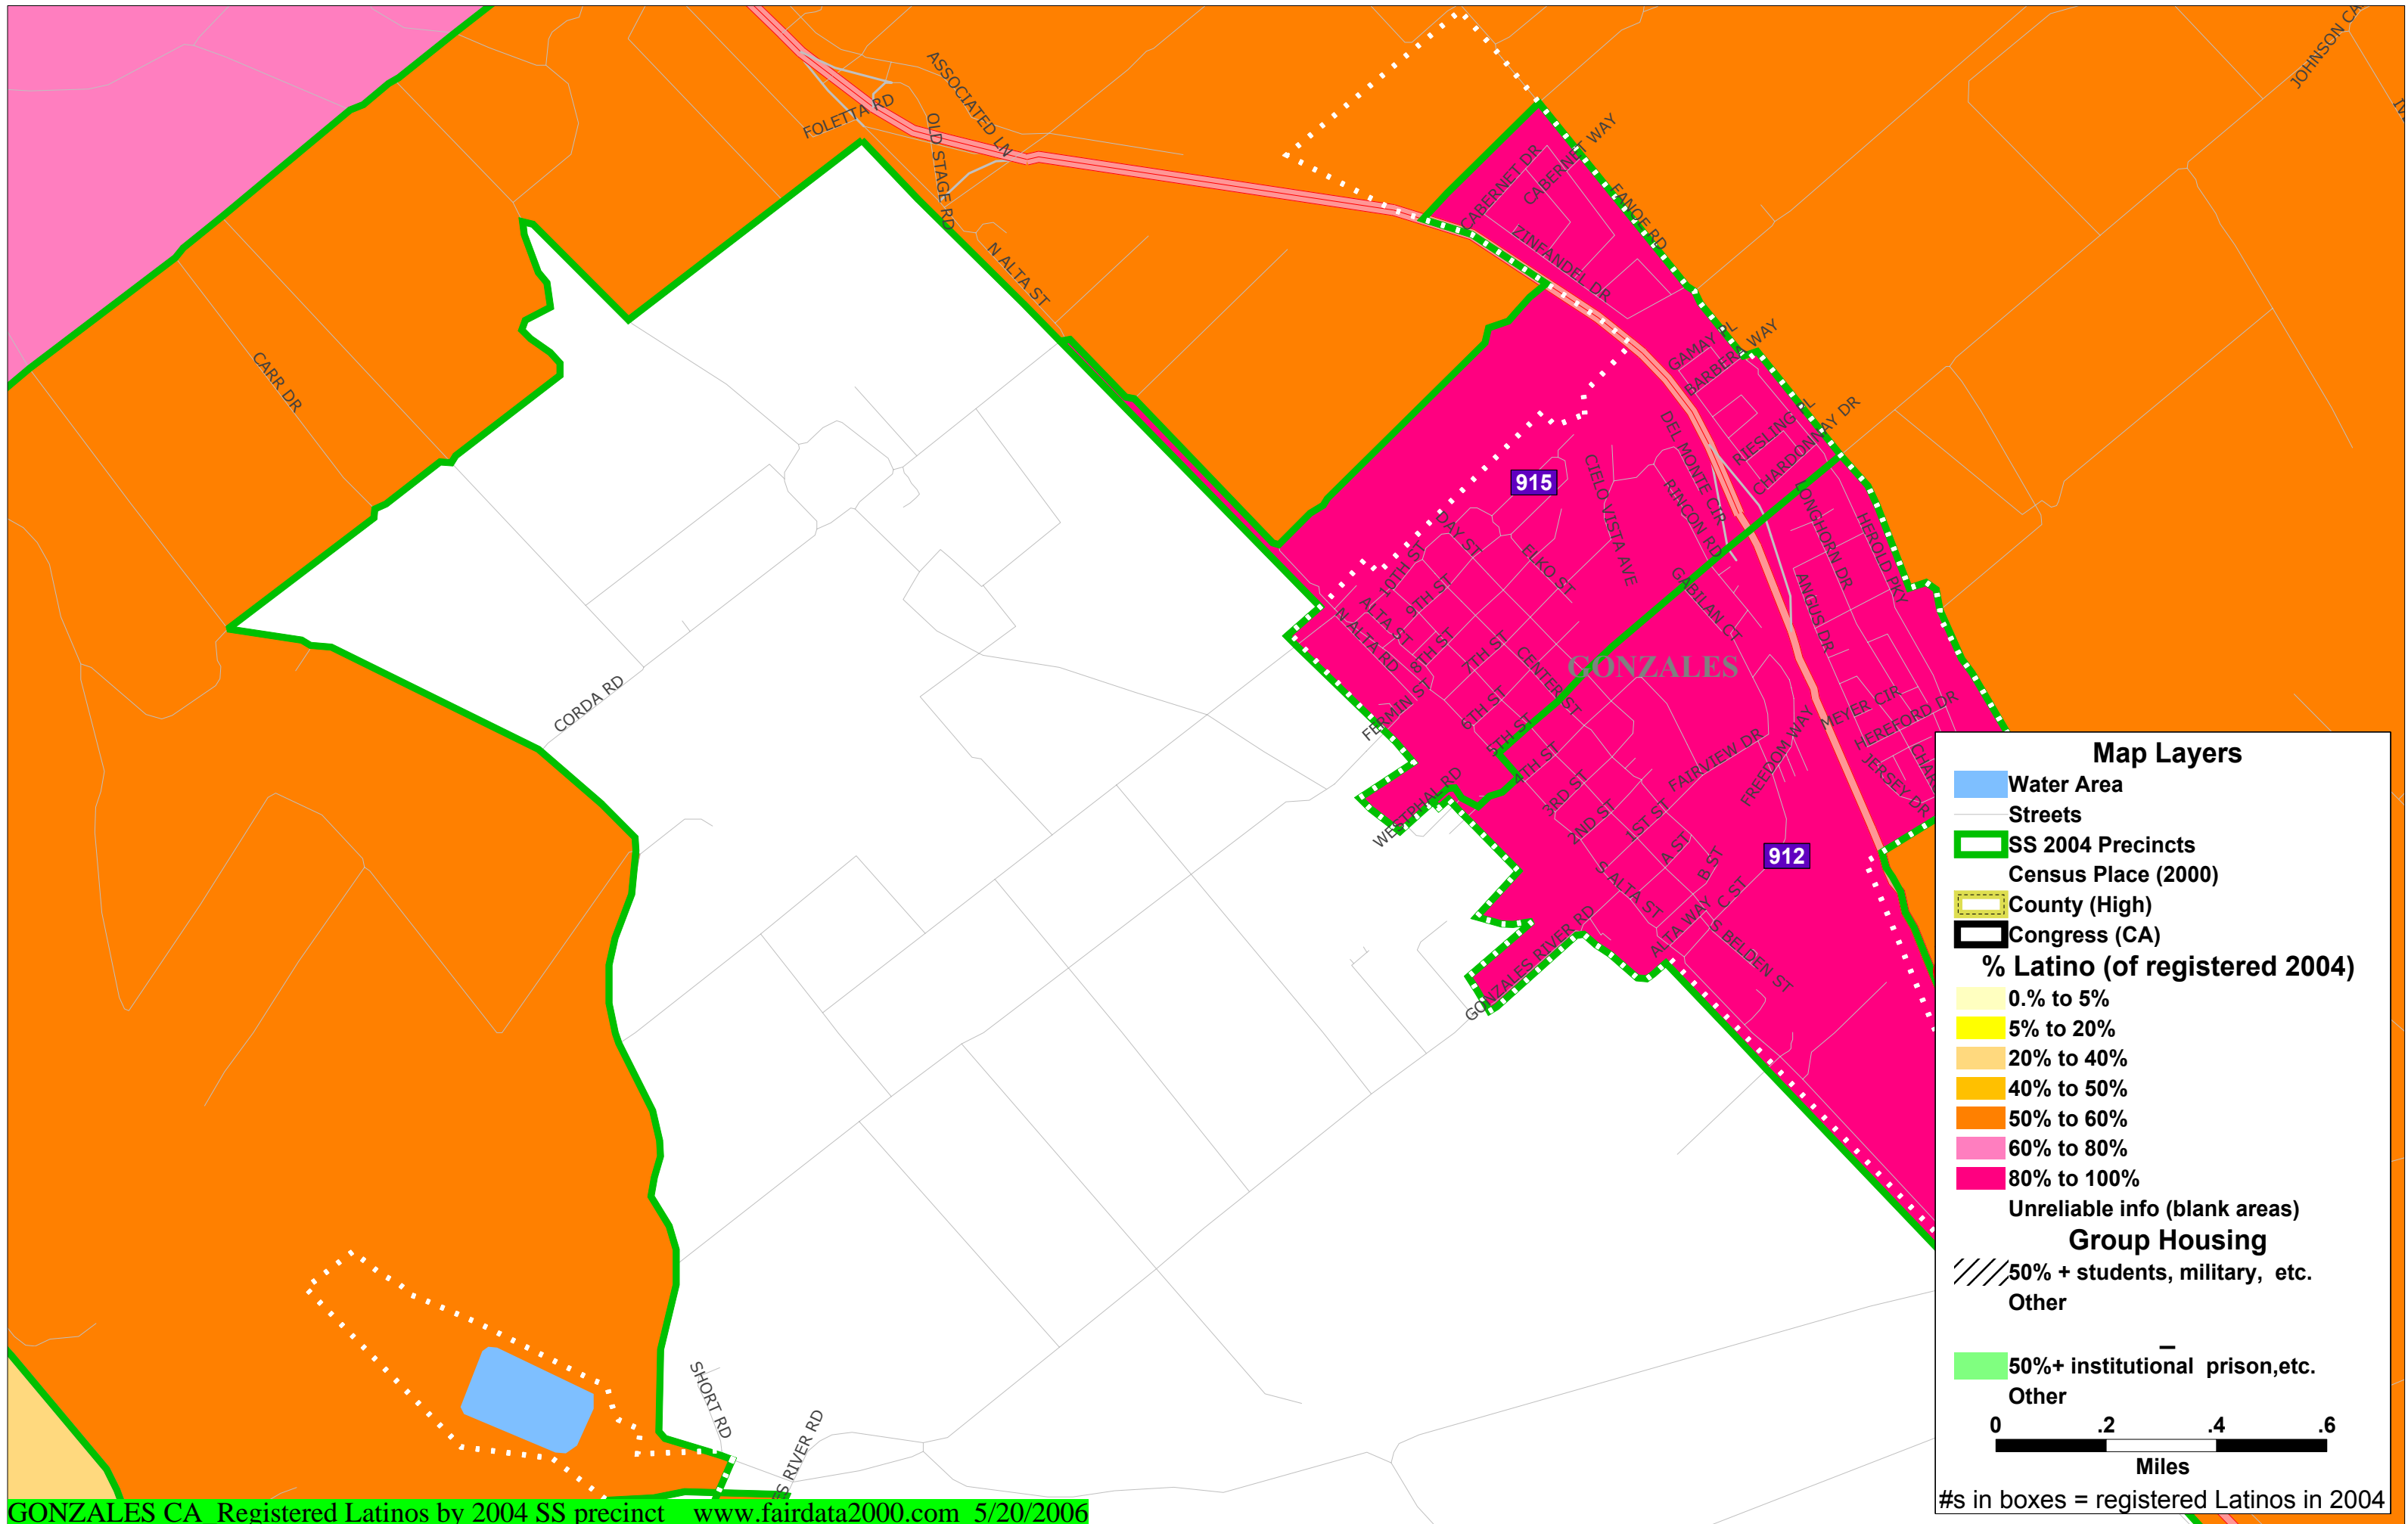 JOHNSON CA
ASSOCIATED LN
FOLETTA RD
OLD STAGE RD
CABERNET WAY
CABERNET DR
FANOE RD
ZINFANDEL DR
N ALTA ST
GAMAY PL
BARBERA WAY
CARR DR
RIESLING PL
CHARDONNAY DR
DEL MONTE CIR
915
CIELO VISTA AVE
RINCON RD
LONGHORN DR
HEROLD PKY
DAY ST
ELKO ST
10TH ST
9TH ST
ALTA ST
GABILAN CT
ANGUS DR
N ALTA RD
8TH ST
7TH ST
CENTER ST
GONZALES
CORDA RD
FERMIN ST
6TH ST
5TH ST
4TH ST
MEYER CIR
HEREFORD DR
FAIRVIEW DR
FREEDOM WAY
JERSEY DR
WESTPHAL RD
3RD ST
2ND ST
1ST ST
A ST
B ST
912
C ST
S ALTA ST
ALTA WAY
S BELDEN ST
GONZALES RIVER RD
SHORT RD
ES RIVER RD
Map Layers
Water Area
Streets
SS 2004 Precincts
Census Place (2000)
County (High)
Congress (CA)
% Latino (of registered 2004)
0.% to 5%
5% to 20%
20% to 40%
40% to 50%
50% to 60%
60% to 80%
80% to 100%
Unreliable info (blank areas)
Group Housing
50% + students, military, etc.
Other
50%+ institutional prison,etc.
Other
0 .2 .4 .6
Miles
#s in boxes = registered Latinos in 2004
GONZALES CA Registered Latinos by 2004 SS precinct www.fairdata2000.com 5/20/2006